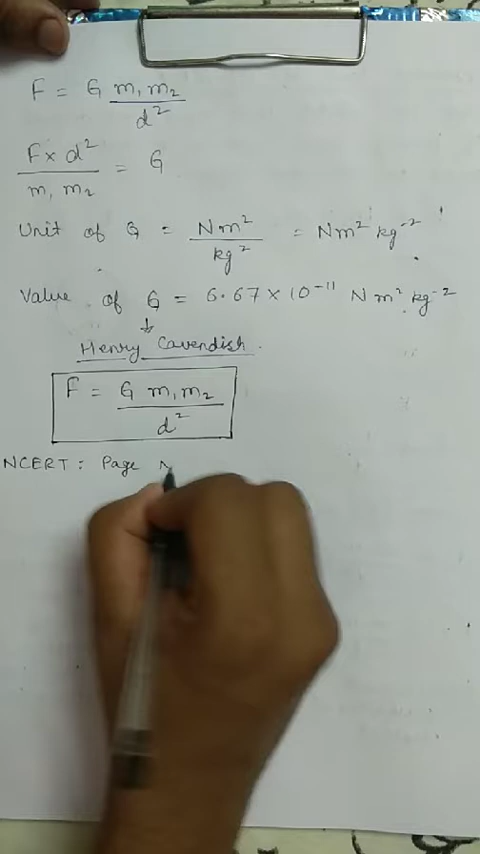 F = G m₁m₂ / d²
F × d² / m₁ m₂ = G
Unit of G = Nm² / kg² = Nm² kg⁻²
Value of G = 6.67 × 10⁻¹¹ N m² kg⁻²
↓
Henry Cavendish.
F = G m₁m₂ / d²
NCERT : Page N